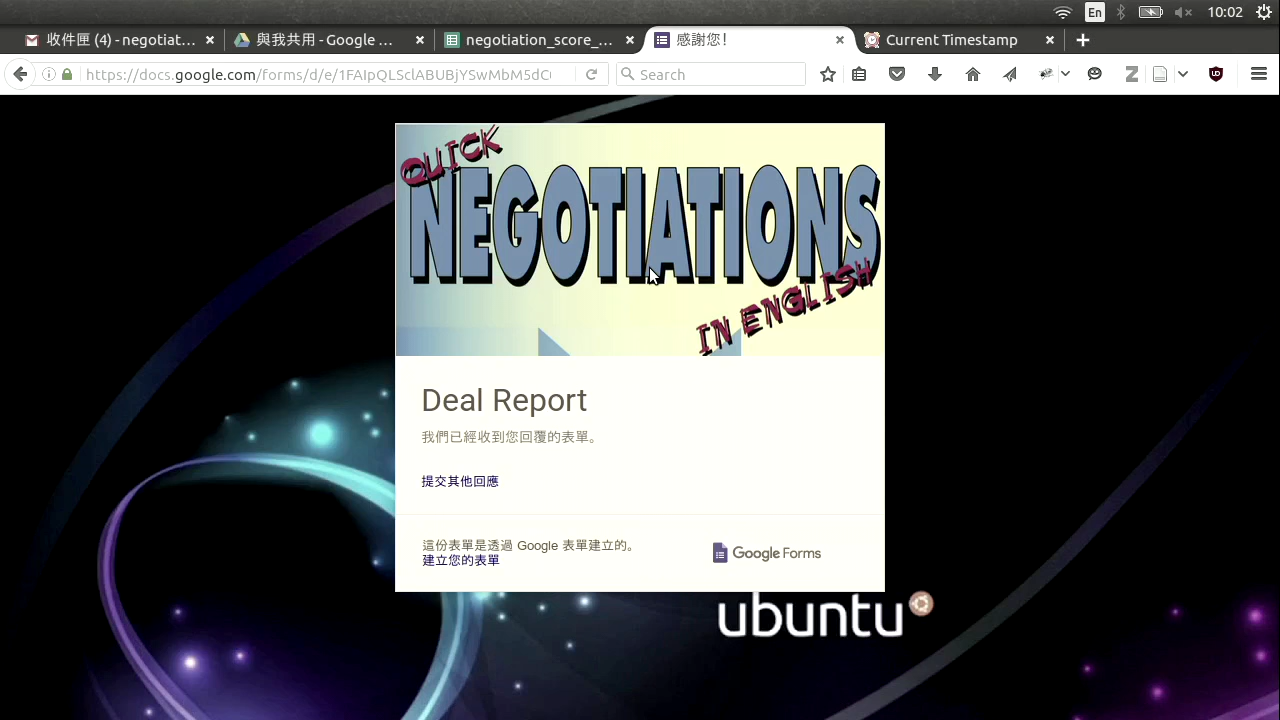 En
10:02
收件匣 (4) - negotiat...
與我共用 - Google ...
negotiation_score_...
感謝您!
Current Timestamp
https://docs.google.com/forms/d/e/1FAIpQLSclABUBjYSwMbM5dC
Search
QUICK
NEGOTIATIONS
IN ENGLISH
Deal Report
我們已經收到您回覆的表單。
提交其他回應
這份表單是透過 Google 表單建立的。
建立您的表單
Google Forms
ubuntu